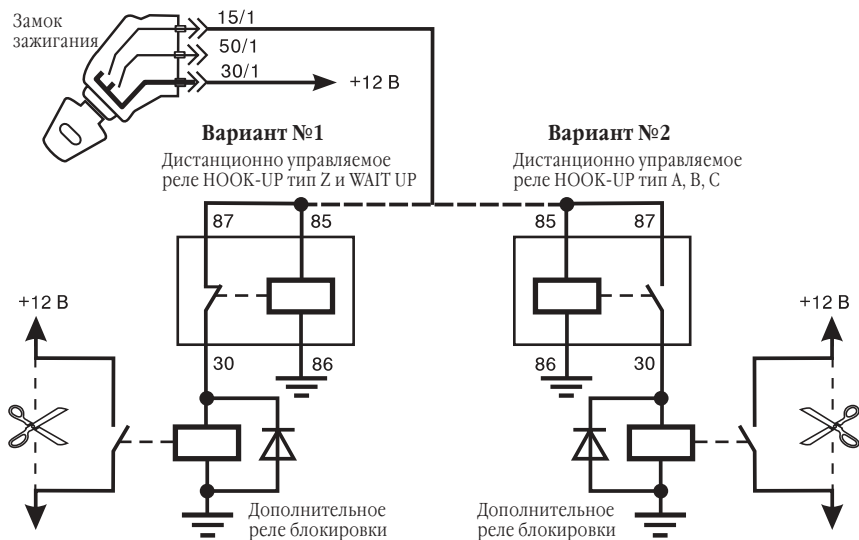 Замок
зажигания
15/1
50/1
30/1
+12 В
Вариант №1
Дистанционно управляемое
реле HOOK-UP тип Z и WAIT UP
Вариант №2
Дистанционно управляемое
реле HOOK-UP тип А, В, С
87
85
85
87
+12 В
+12 В
30
86
86
30
Дополнительное
реле блокировки
Дополнительное
реле блокировки